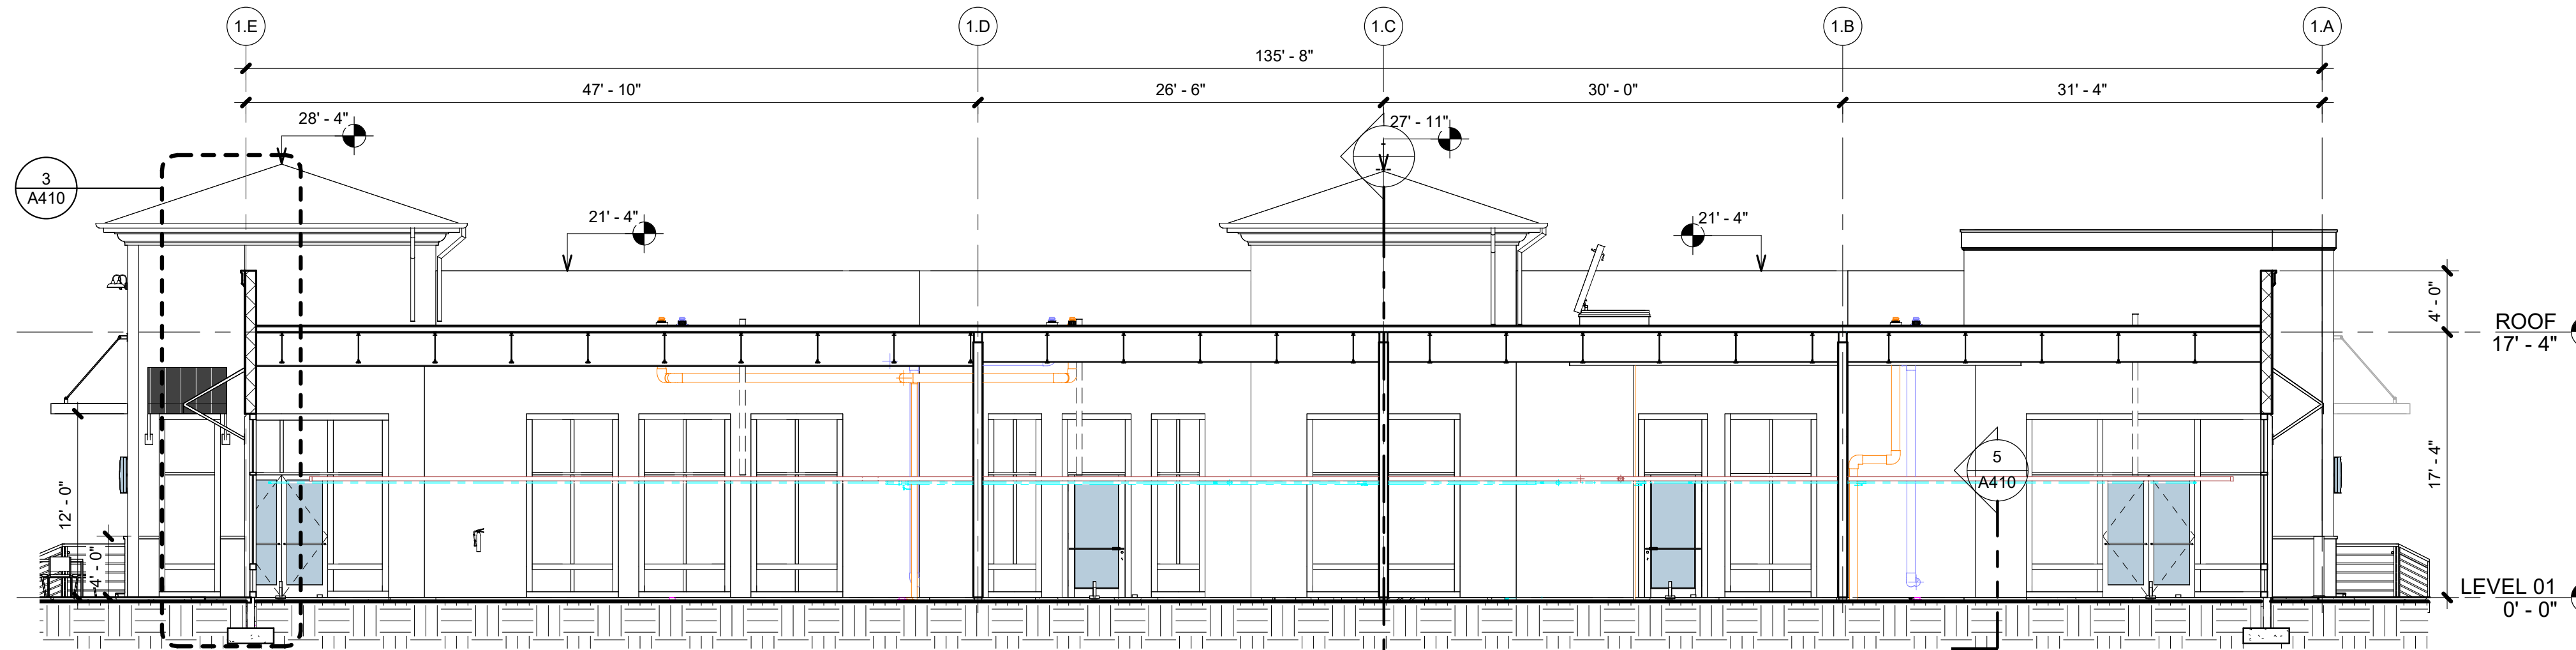 1.E
1.D
1.C
1.B
1.A
135' - 8"
47' - 10"
26' - 6"
30' - 0"
31' - 4"
28' - 4"
27' - 11"
3
A410
21' - 4"
21' - 4"
4' - 0"
ROOF
17' - 4"
5
A410
12' - 0"
4' - 0"
17' - 4"
LEVEL 01
0' - 0"